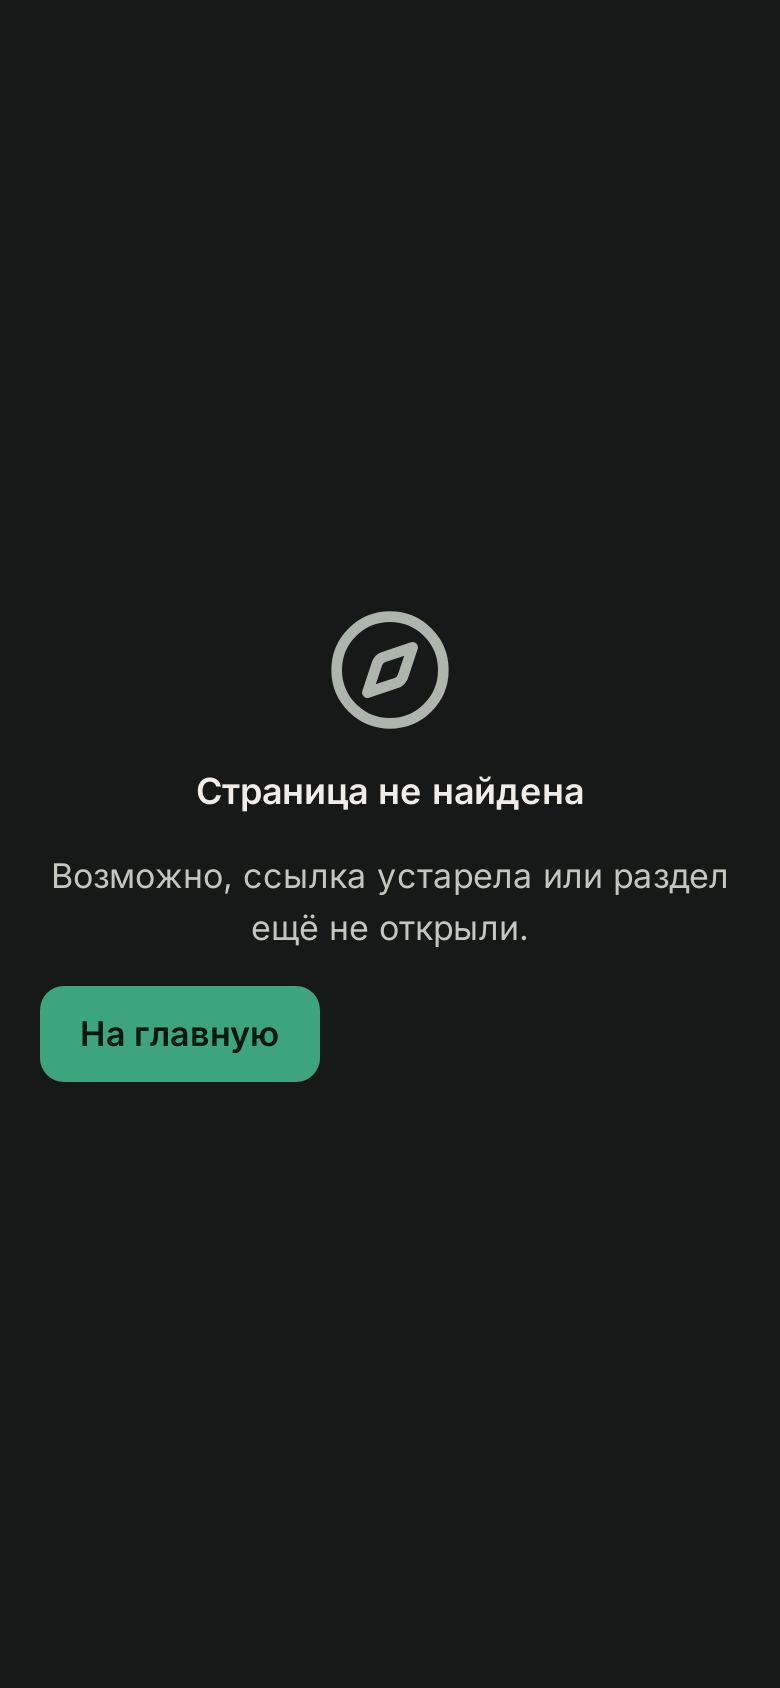 Страница не найдена
Возможно, ссылка устарела или раздел
ещё не открыли.
На главную